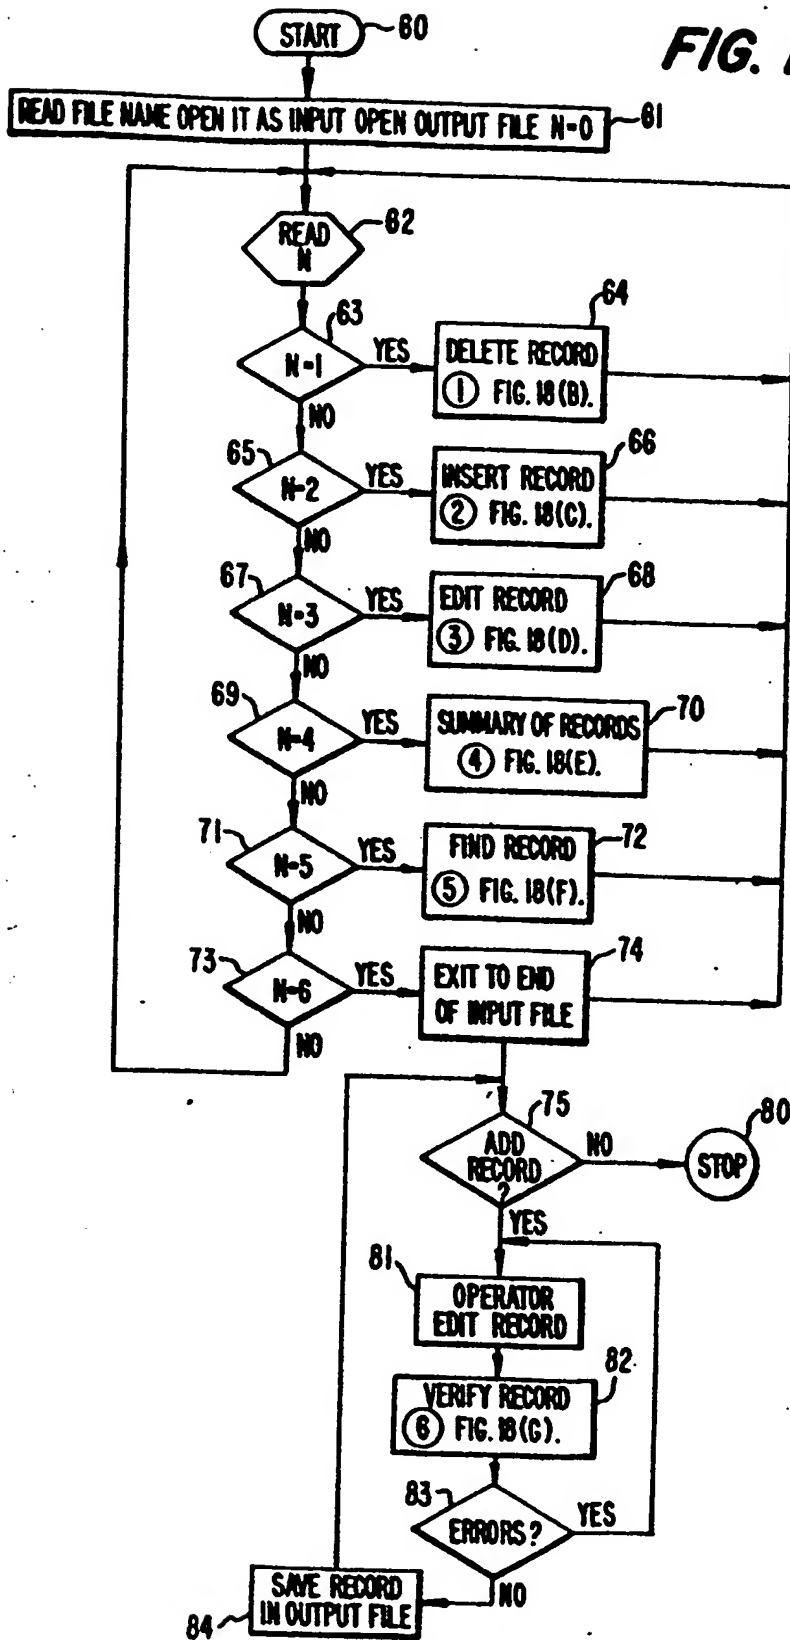 START
60
FIG.
READ FILE NAME OPEN IT AS INPUT OPEN OUTPUT FILE N=0
61
READ
N
62
63
N=1
YES
NO
64
DELETE RECORD
1 FIG. 18(B).
65
N=2
YES
NO
66
INSERT RECORD
2 FIG. 18(C).
67
N=3
YES
NO
68
EDIT RECORD
3 FIG. 18(D).
69
N=4
YES
NO
70
SUMMARY OF RECORDS
4 FIG. 18(E).
71
N=5
YES
NO
72
FIND RECORD
5 FIG. 18(F).
73
N=6
YES
NO
74
EXIT TO END
OF INPUT FILE
75
ADD
RECORD
?
NO
YES
80
STOP
81
OPERATOR
EDIT RECORD
82
VERIFY RECORD
6 FIG. 18(G).
83
ERRORS?
YES
NO
SAVE RECORD
IN OUTPUT FILE
84